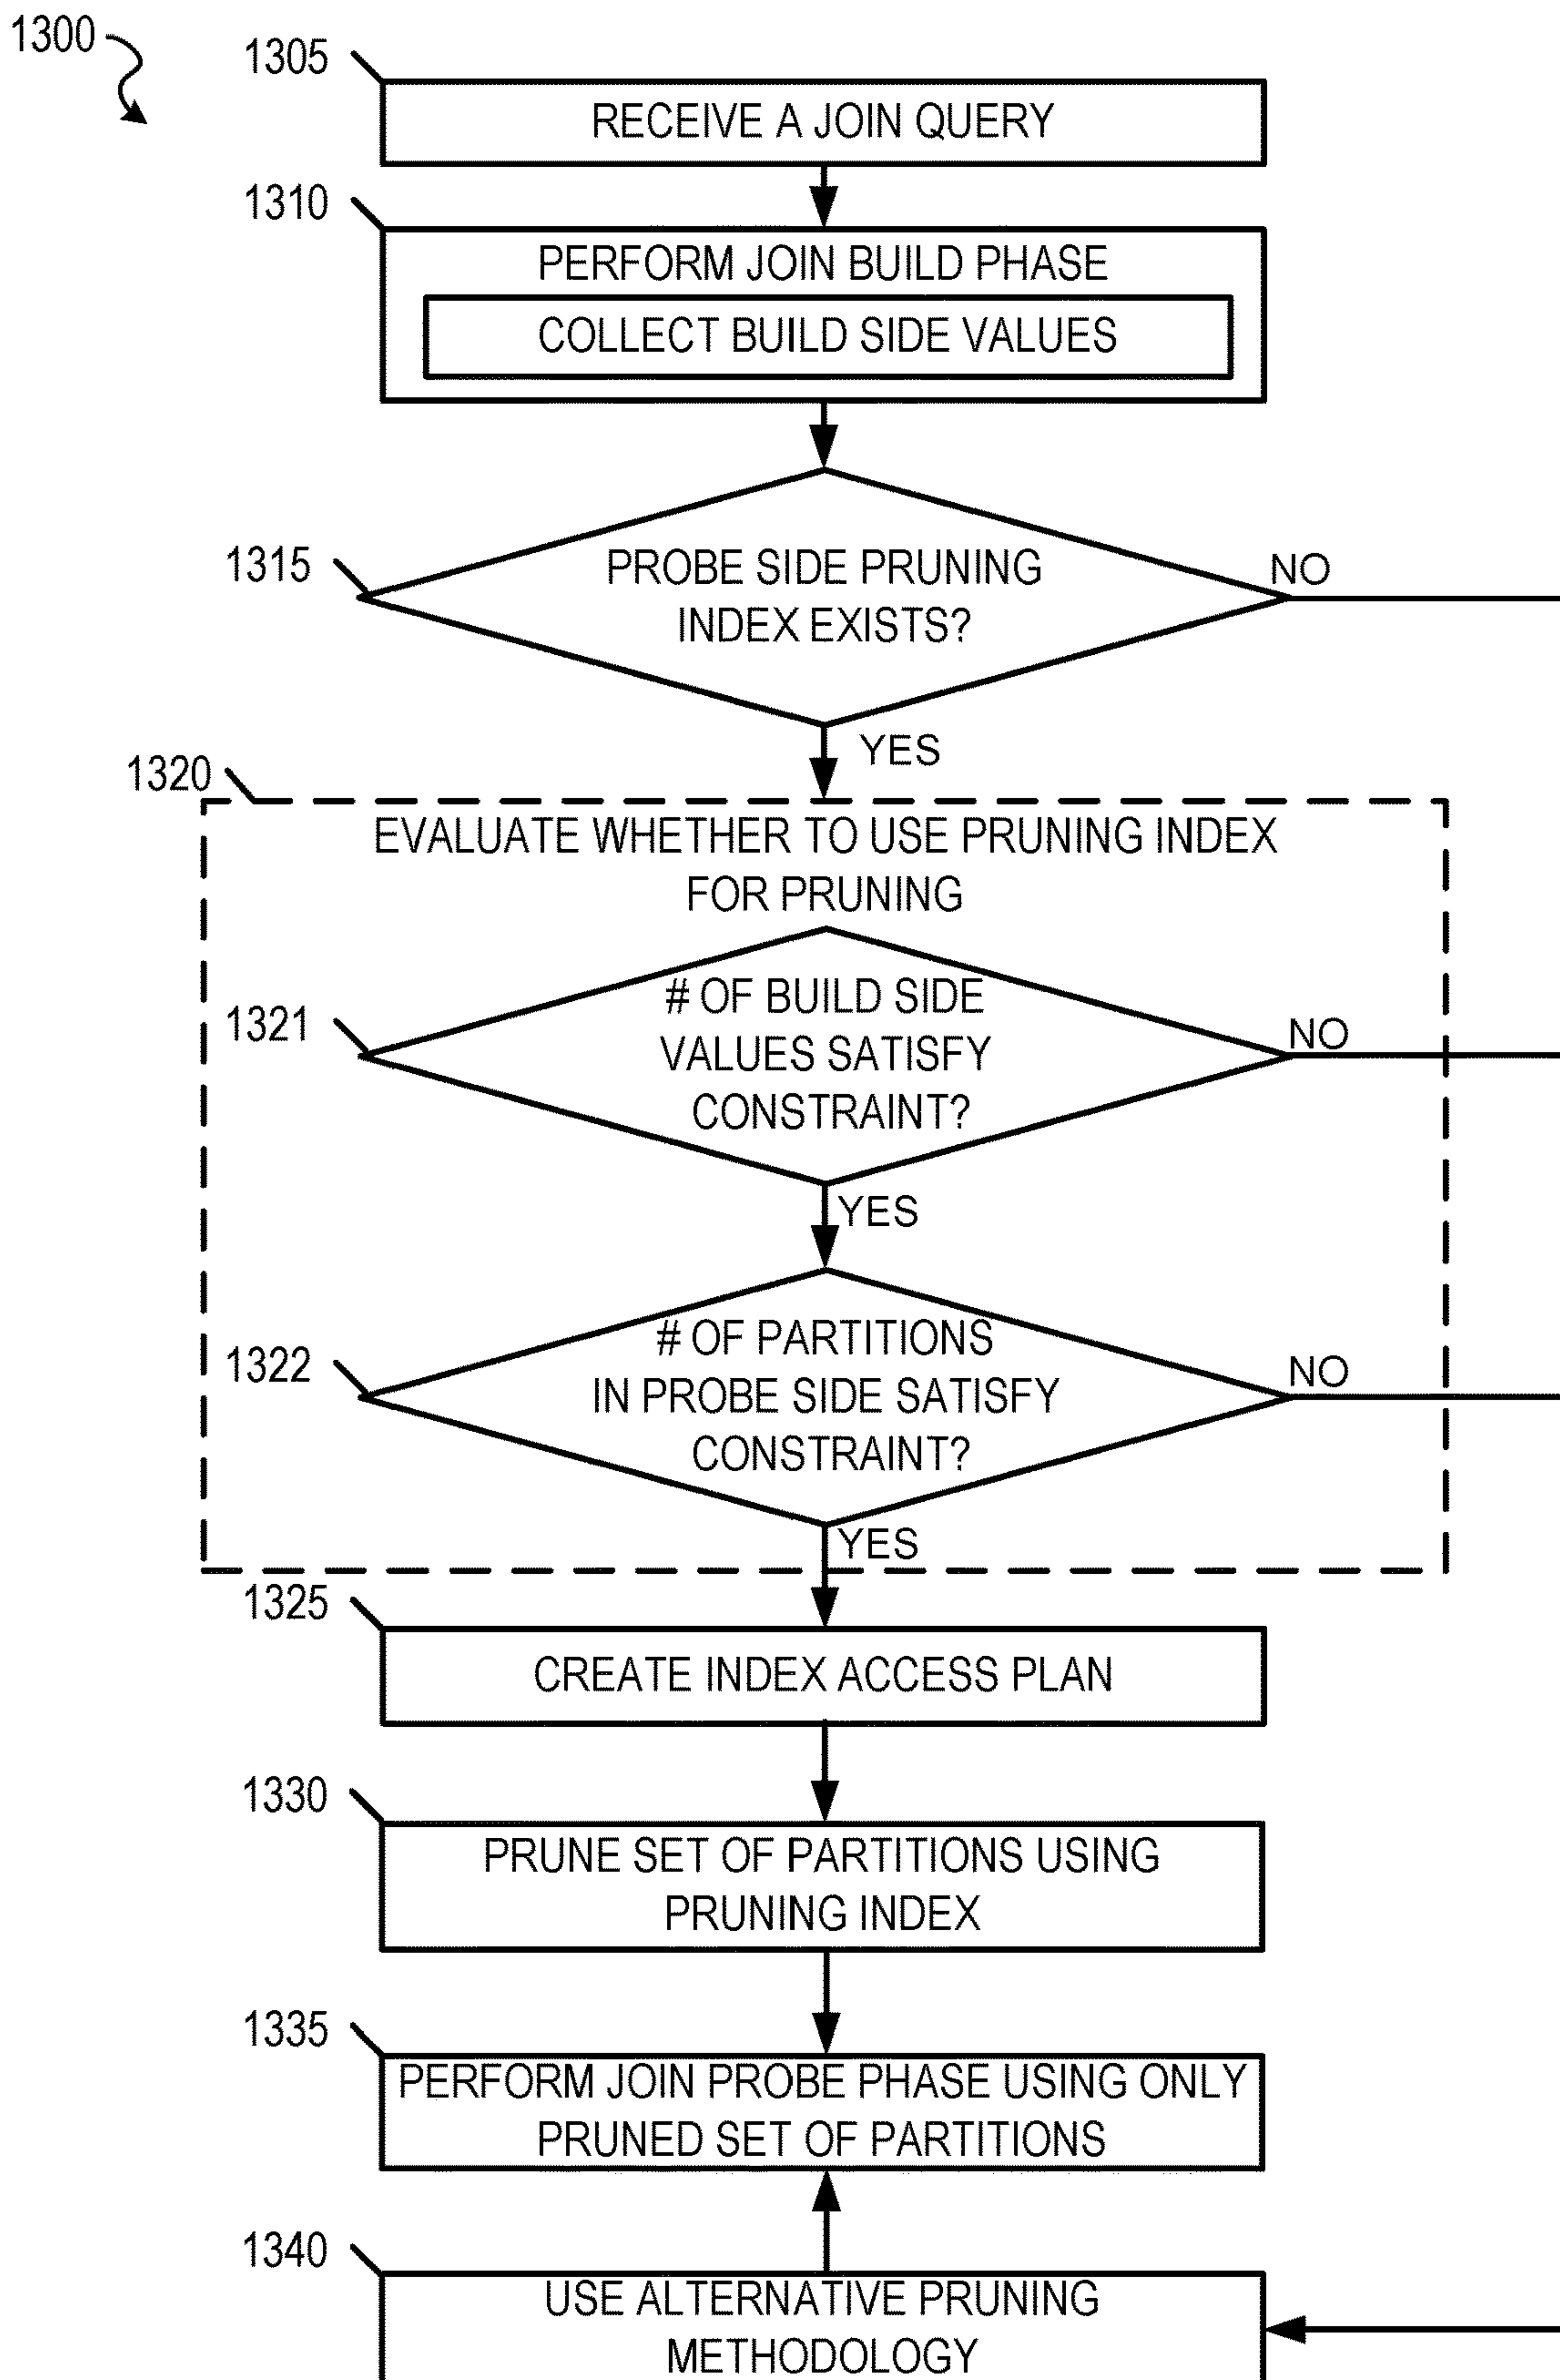 1300
1305
RECEIVE A JOIN QUERY
1310
PERFORM JOIN BUILD PHASE
COLLECT BUILD SIDE VALUES
1315
PROBE SIDE PRUNING
INDEX EXISTS?
NO
YES
1320
EVALUATE WHETHER TO USE PRUNING INDEX
FOR PRUNING
1321
# OF BUILD SIDE
VALUES SATISFY
CONSTRAINT?
NO
YES
1322
# OF PARTITIONS
IN PROBE SIDE SATISFY
CONSTRAINT?
NO
YES
1325
CREATE INDEX ACCESS PLAN
1330
PRUNE SET OF PARTITIONS USING
PRUNING INDEX
1335
PERFORM JOIN PROBE PHASE USING ONLY
PRUNED SET OF PARTITIONS
1340
USE ALTERNATIVE PRUNING
METHODOLOGY